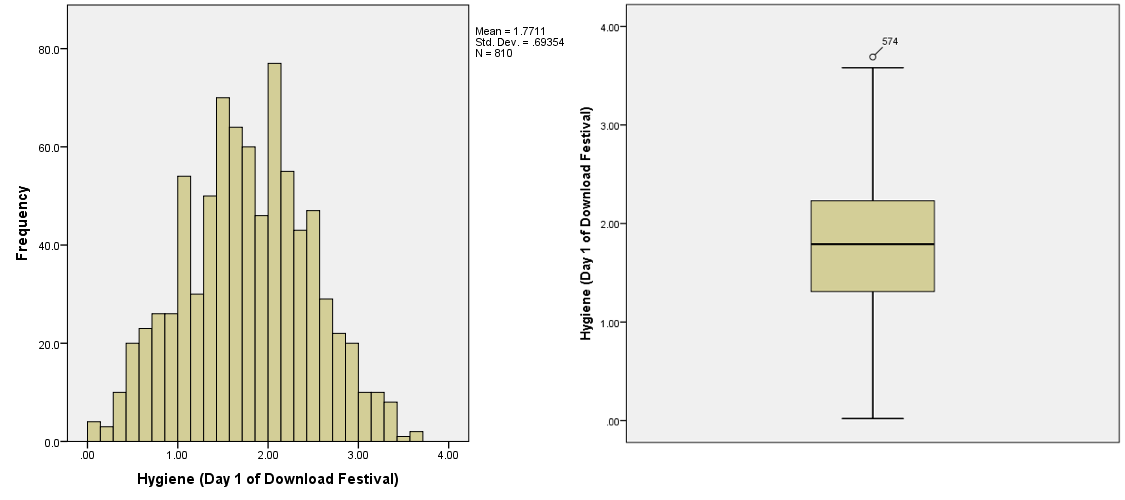 Mean = 1.7711
Std. Dev. = .69354
N = 810
80.0
60.0
40.0
20.0
0.0
Frequency
.00
1.00
2.00
3.00
4.00
Hygiene (Day 1 of Download Festival)
4.00
3.00
2.00
1.00
.00
Hygiene (Day 1 of Download Festival)
574